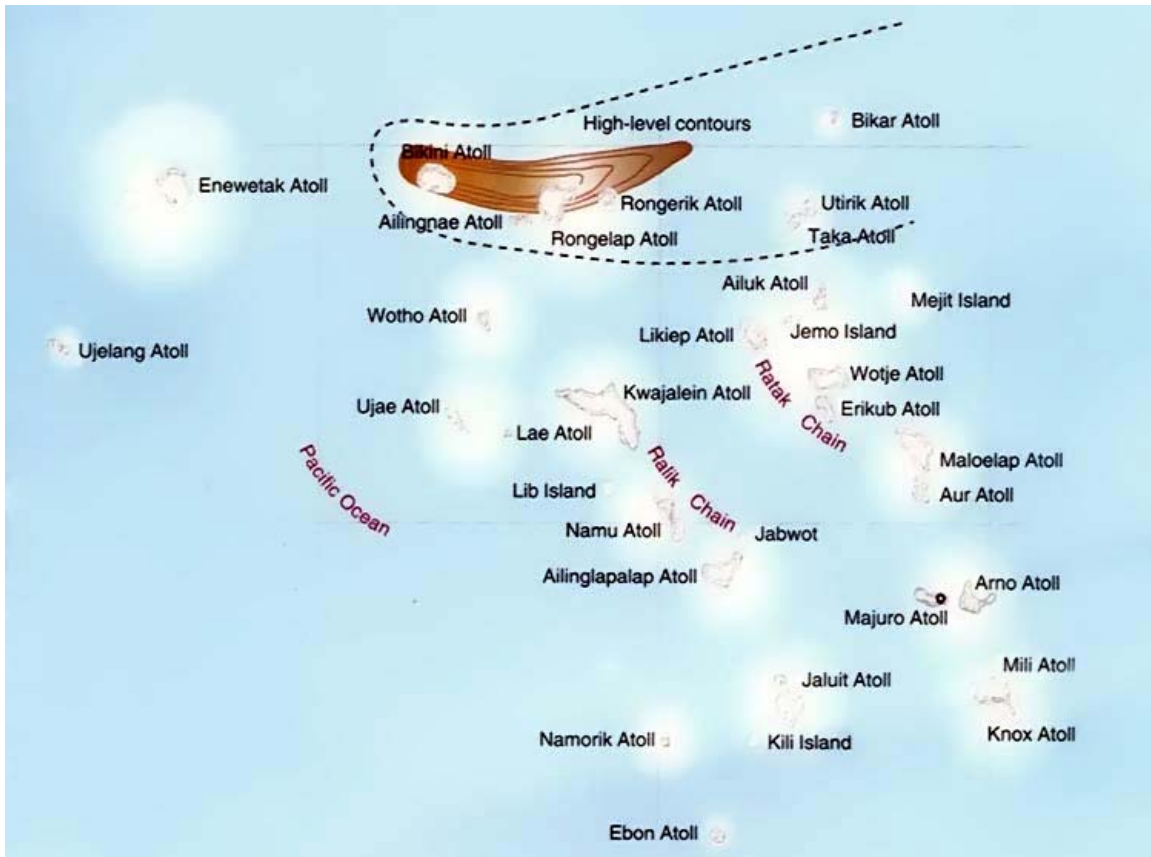 High-level contours
Bikar Atoll
Bikini Atoll
Enewetak Atoll
Rongerik Atoll
Utirik Atoll
Ailingnae Atoll
Rongelap Atoll
Taka Atoll
Ailuk Atoll
Mejit Island
Wotho Atoll
Likiep Atoll
Jemo Island
Ujelang Atoll
Ratak Chain
Wotje Atoll
Kwajalein Atoll
Ujae Atoll
Erikub Atoll
Lae Atoll
Maloelap Atoll
Pacific Ocean
Ralik Chain
Lib Island
Aur Atoll
Namu Atoll
Jabwot
Ailinglapalap Atoll
Arno Atoll
Majuro Atoll
Mili Atoll
Jaluit Atoll
Knox Atoll
Namorik Atoll
Kili Island
Ebon Atoll